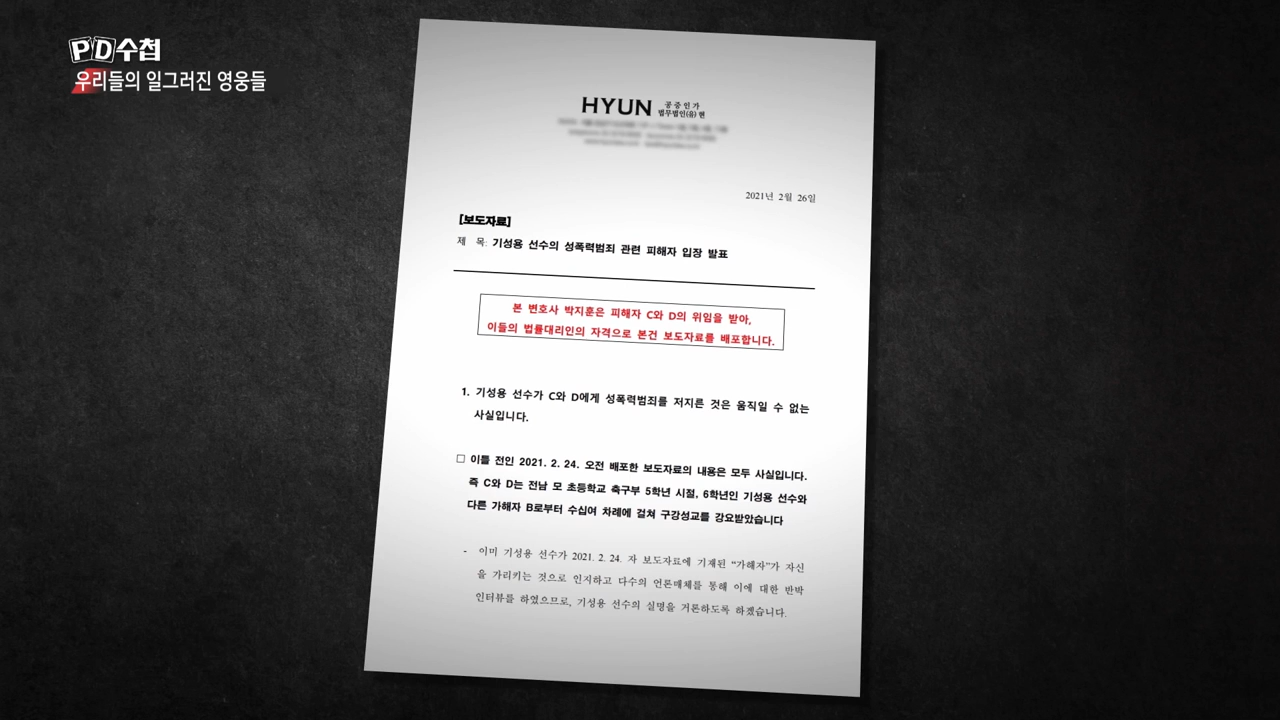 PD수첩
우리들의 일그러진 영웅들
HYUN 공증인가
법무법인(유)현
2021년 2월 26일
[보도자료]
제 목: 기성용 선수의 성폭력범죄 관련 피해자 입장 발표
본 변호사 박지훈은 피해자 C와 D의 위임을 받아,
이들의 법률대리인의 자격으로 본건 보도자료를 배포합니다.
1. 기성용 선수가 C와 D에게 성폭력범죄를 저지른 것은 움직일 수 없는
사실입니다.
□ 이틀 전인 2021. 2. 24. 오전 배포한 보도자료의 내용은 모두 사실입니다.
즉 C와 D는 전남 모 초등학교 축구부 5학년 시절, 6학년인 기성용 선수와
다른 가해자 B로부터 수십여 차례에 걸쳐 구강성교를 강요받았습니다
- 이미 기성용 선수가 2021. 2. 24. 자 보도자료에 기재된 “가해자”가 자신
을 가리키는 것으로 인지하고 다수의 언론매체를 통해 이에 대한 반박
인터뷰를 하였으므로, 기성용 선수의 실명을 거론하도록 하겠습니다.